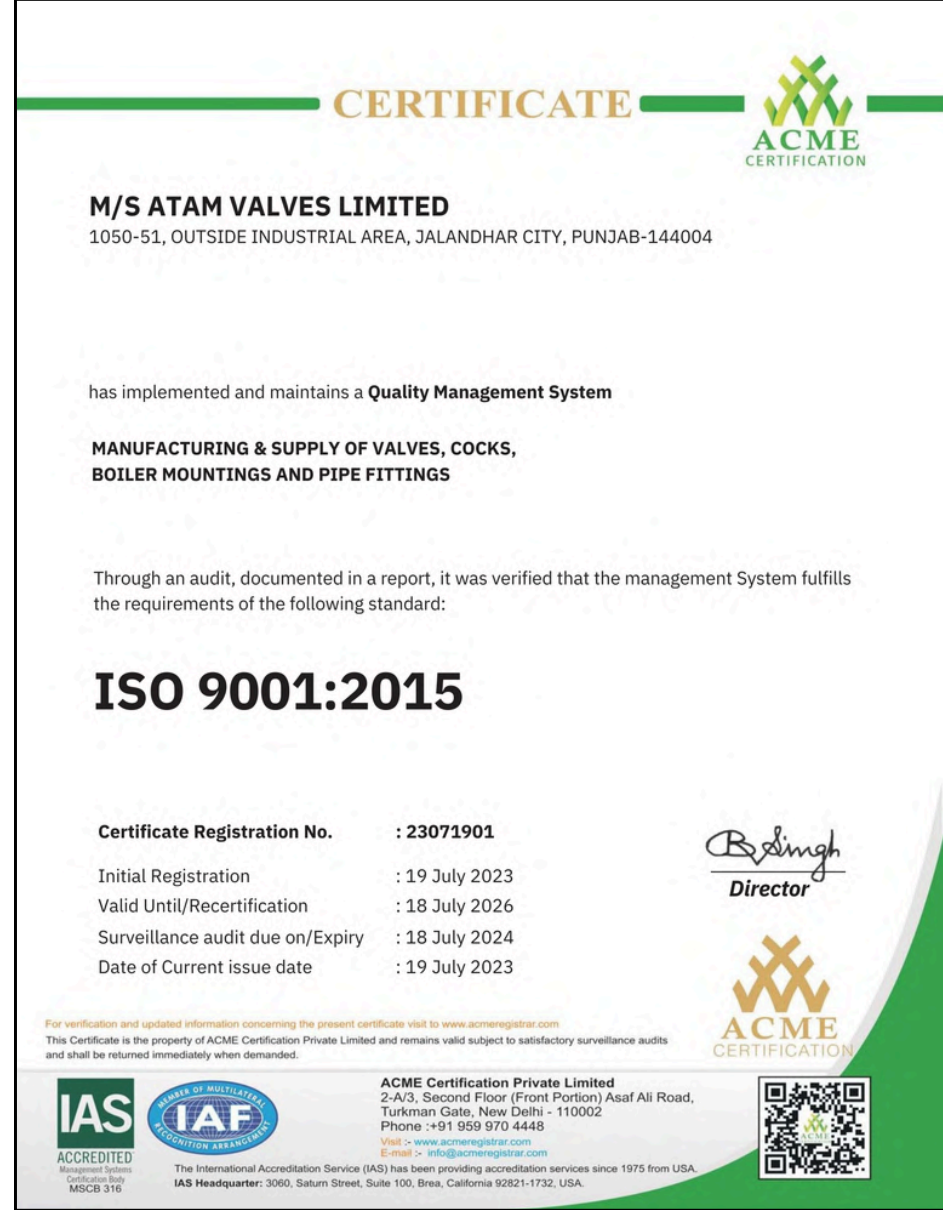 CERTIFICATE
ACME
CERTIFICATION
M/S ATAM VALVES LIMITED
1050-51, OUTSIDE INDUSTRIAL AREA, JALANDHAR CITY, PUNJAB-144004
has implemented and maintains a Quality Management System
MANUFACTURING & SUPPLY OF VALVES, COCKS,
BOILER MOUNTINGS AND PIPE FITTINGS
Through an audit, documented in a report, it was verified that the management System fulfills
the requirements of the following standard:
ISO 9001:2015
Certificate Registration No. : 23071901
Initial Registration : 19 July 2023
Valid Until/Recertification : 18 July 2026
Surveillance audit due on/Expiry : 18 July 2024
Date of Current issue date : 19 July 2023
B Singh
Director
ACME
CERTIFICATION
For verification and updated information concerning the present certificate visit to www.acmeregistrar.com
This Certificate is the property of ACME Certification Private Limited and remains valid subject to satisfactory surveillance audits
and shall be returned immediately when demanded.
IAS
ACCREDITED
Management Systems
Certification Body
MSCB 316
MEMBER OF MULTILATERAL
IAF
RECOGNITION ARRANGEMENT
ACME Certification Private Limited
2-A/3, Second Floor (Front Portion) Asaf Ali Road,
Turkman Gate, New Delhi - 110002
Phone :+91 959 970 4448
Visit :- www.acmeregistrar.com
E-mail :- info@acmeregistrar.com
The International Accreditation Service (IAS) has been providing accreditation services since 1975 from USA.
IAS Headquarter: 3060, Saturn Street, Suite 100, Brea, California 92821-1732, USA.
ACME